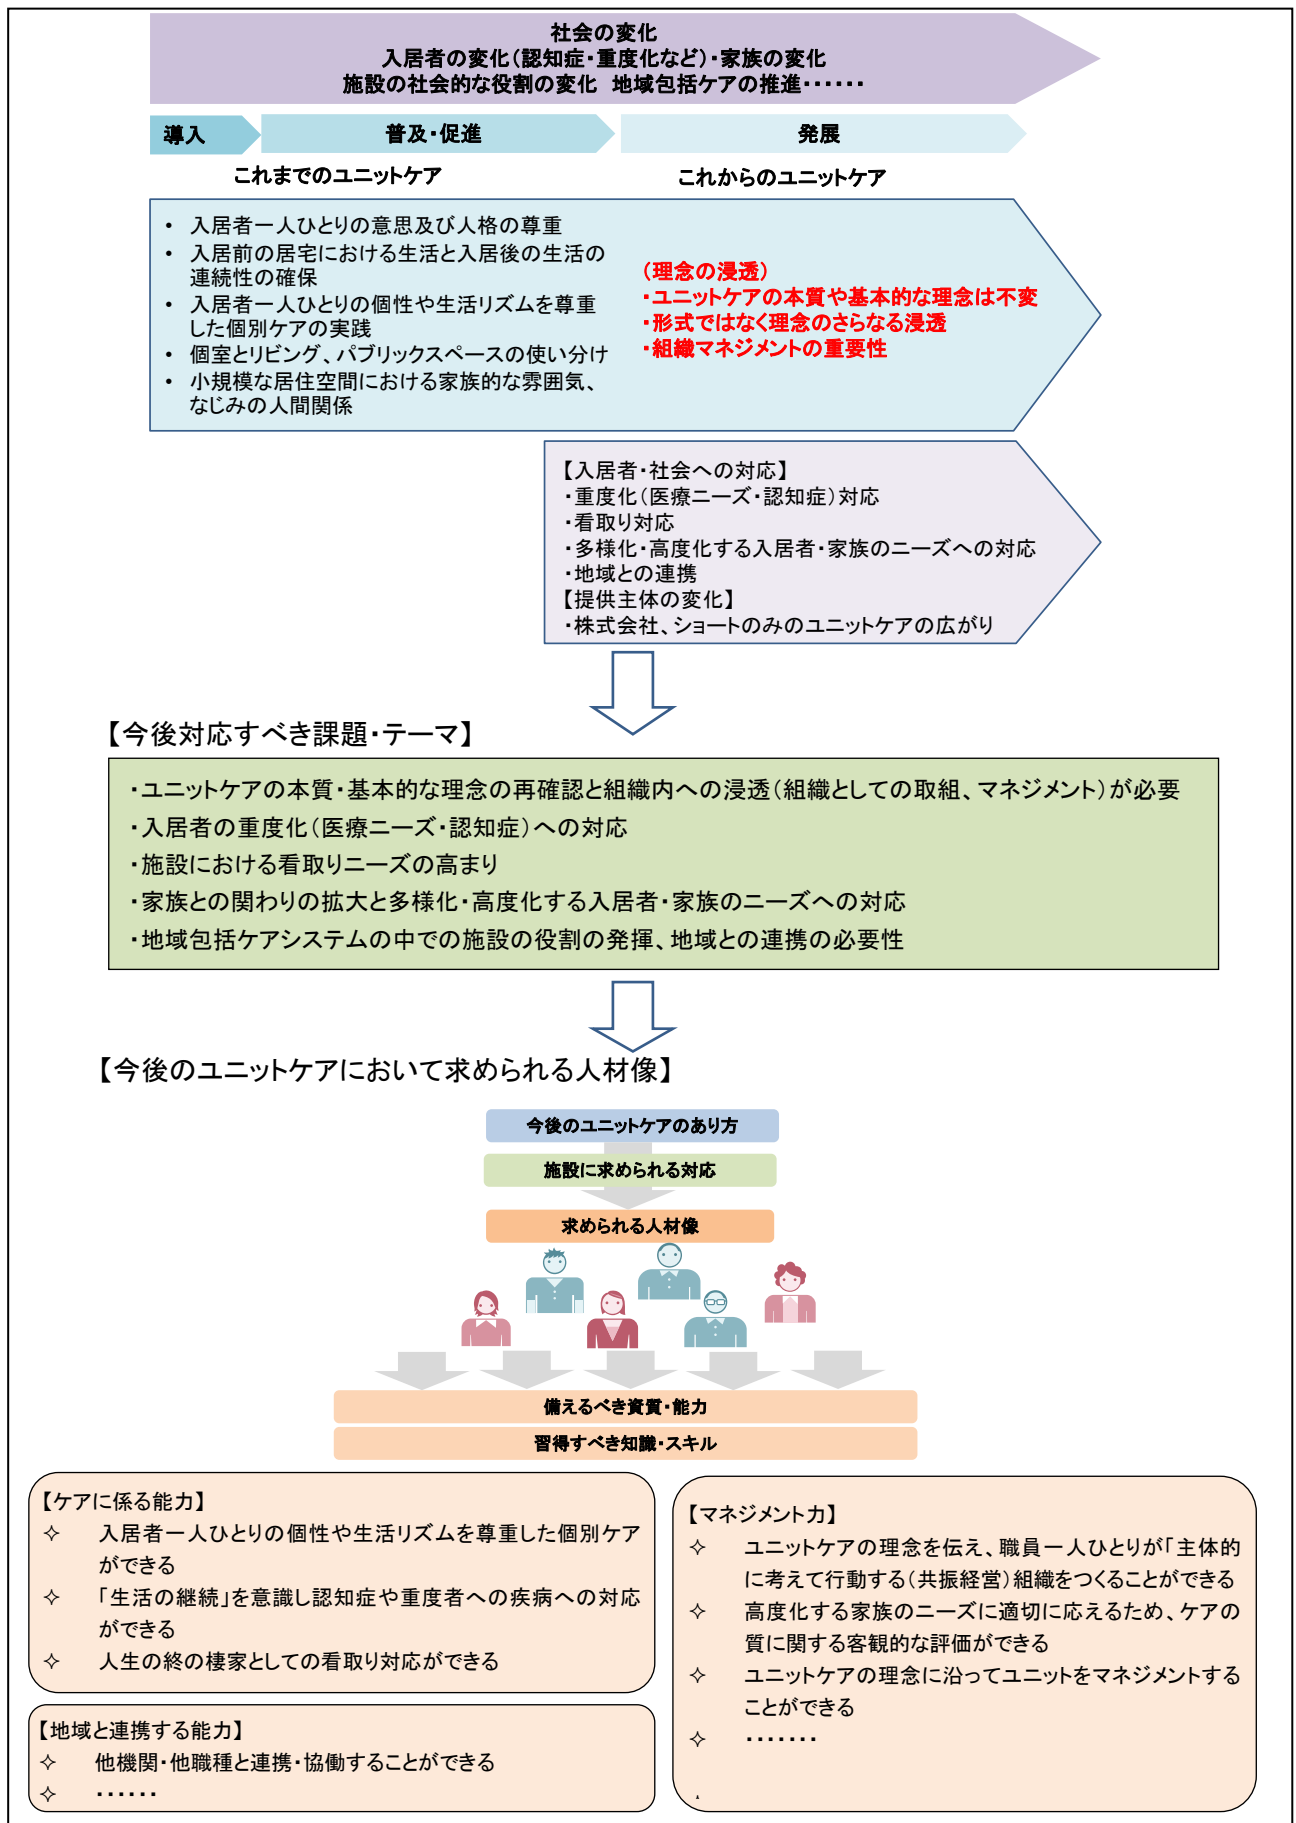 社会の変化
入居者の変化（認知症・重度化など）・家族の変化
施設の社会的な役割の変化 地域包括ケアの推進・・・・・・
導入
普及・促進
発展
これまでのユニットケア
これからのユニットケア
• 入居者一人ひとりの意思及び人格の尊重
• 入居前の居宅における生活と入居後の生活の
連続性の確保
• 入居者一人ひとりの個性や生活リズムを尊重
した個別ケアの実践
• 個室とリビング、パブリックスペースの使い分け
• 小規模な居住空間における家族的な雰囲気、
なじみの人間関係
（理念の浸透）
・ユニットケアの本質や基本的な理念は不変
・形式ではなく理念のさらなる浸透
・組織マネジメントの重要性
【入居者・社会への対応】
・重度化（医療ニーズ・認知症）対応
・看取り対応
・多様化・高度化する入居者・家族のニーズへの対応
・地域との連携
【提供主体の変化】
・株式会社、ショートのみのユニットケアの広がり
【今後対応すべき課題・テーマ】
・ユニットケアの本質・基本的な理念の再確認と組織内への浸透（組織としての取組、マネジメント）が必要
・入居者の重度化（医療ニーズ・認知症）への対応
・施設における看取りニーズの高まり
・家族との関わりの拡大と多様化・高度化する入居者・家族のニーズへの対応
・地域包括ケアシステムの中での施設の役割の発揮、地域との連携の必要性
【今後のユニットケアにおいて求められる人材像】
今後のユニットケアのあり方
施設に求められる対応
求められる人材像
備えるべき資質・能力
習得すべき知識・スキル
【ケアに係る能力】
✧ 入居者一人ひとりの個性や生活リズムを尊重した個別ケア
ができる
✧ 「生活の継続」を意識し認知症や重度者への疾病への対応
ができる
✧ 人生の終の棲家としての看取り対応ができる
【地域と連携する能力】
✧ 他機関・他職種と連携・協働することができる
✧ ・・・・・・
【マネジメント力】
✧ ユニットケアの理念を伝え、職員一人ひとりが「主体的
に考えて行動する（共振経営）組織をつくることができる
✧ 高度化する家族のニーズに適切に応えるため、ケアの
質に関する客観的な評価ができる
✧ ユニットケアの理念に沿ってユニットをマネジメントする
ことができる
✧ ・・・・・・・